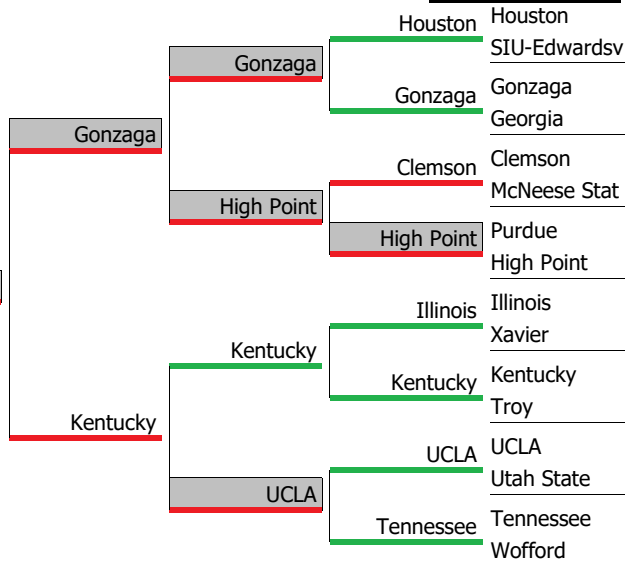 Houston
Houston
SIU-Edwardsv
Gonzaga
Gonzaga
Gonzaga
Georgia
Gonzaga
Clemson
Clemson
McNeese Stat
High Point
High Point
Purdue
High Point
Illinois
Illinois
Xavier
Kentucky
Kentucky
Kentucky
Troy
Kentucky
UCLA
UCLA
Utah State
UCLA
Tennessee
Tennessee
Wofford